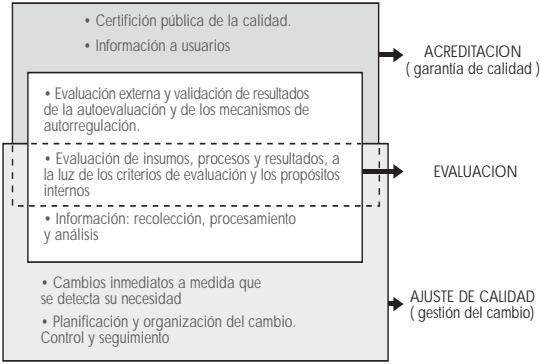 • Certifición pública de la calidad.
• Información a usuarios
ACREDITACION
( garantía de calidad )
• Evaluación externa y validación de resultados
de la autoevaluación y de los mecanismos de
autorregulación.
• Evaluación de insumos, procesos y resultados, a
la luz de los criterios de evaluación y los propósitos
internos
EVALUACION
• Información: recolección, procesamiento
y análisis
• Cambios inmediatos a medida que
se detecta su necesidad
• Planificación y organización del cambio.
Control y seguimiento
AJUSTE DE CALIDAD
( gestión del cambio)